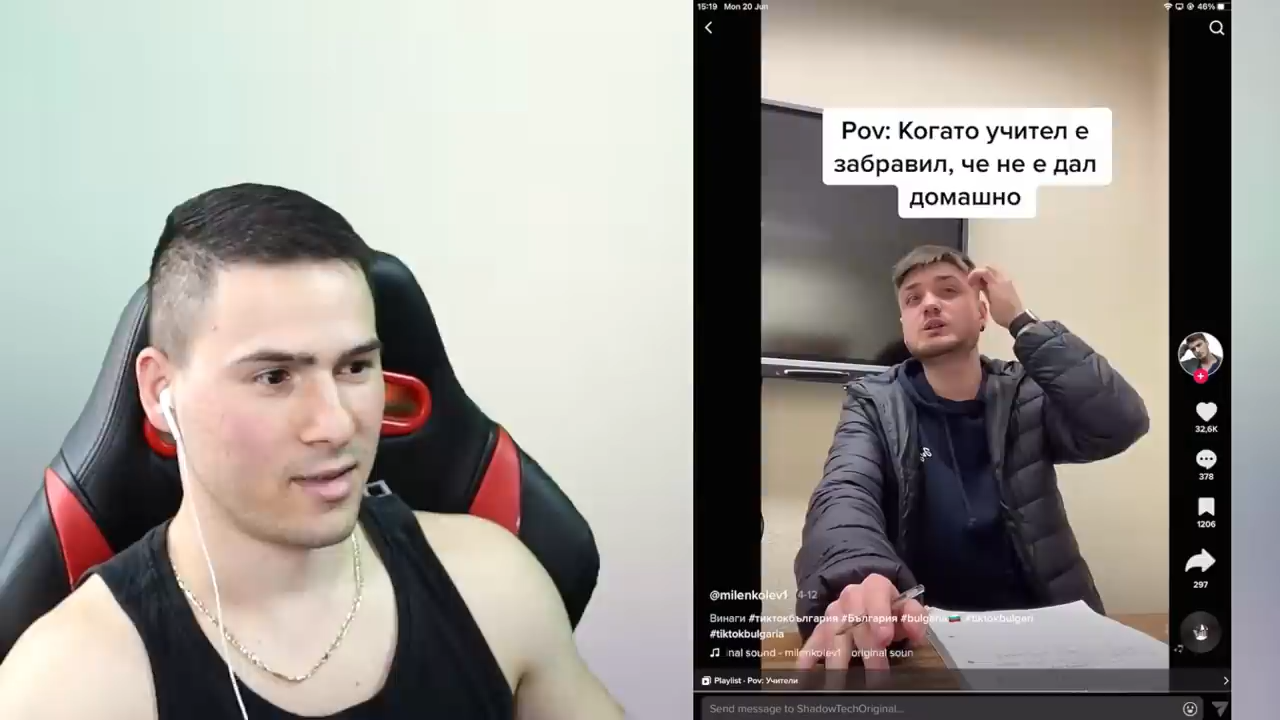 15:19 Mon 20 Jun
46%
Pov: Когато учител е
забравил, че не е дал
домашно
32,6K
378
1206
297
@milenkolev1 4-12
Винаги #тиктокбългария #България #bulgaria🇧🇬 #tiktokbulgari
#tiktokbulgaria
inal sound - milenkolev1 original soun
Playlist · Pov: Учители
Send message to ShadowTechOriginal...